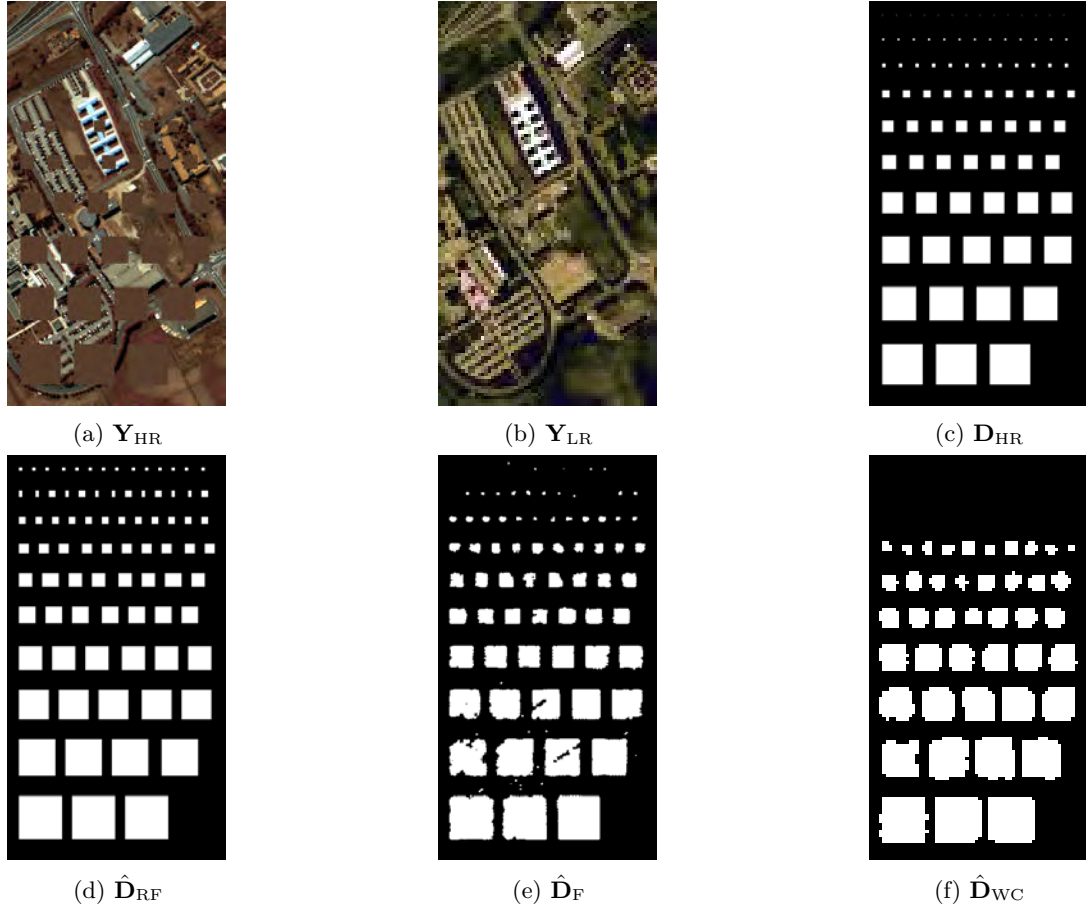 (a) Y_HR
(b) Y_LR
(c) D_HR
(d) D̂_RF
(e) D̂_F
(f) D̂_WC